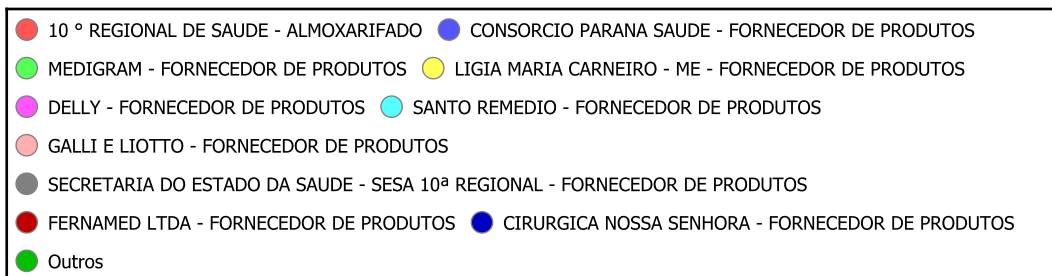 10 ° REGIONAL DE SAUDE - ALMOXARIFADO CONSORCIO PARANA SAUDE - FORNECEDOR DE PRODUTOS
MEDIGRAM - FORNECEDOR DE PRODUTOS LIGIA MARIA CARNEIRO - ME - FORNECEDOR DE PRODUTOS
DELLY - FORNECEDOR DE PRODUTOS SANTO REMEDIO - FORNECEDOR DE PRODUTOS
GALLI E LIOTTO - FORNECEDOR DE PRODUTOS
SECRETARIA DO ESTADO DA SAUDE - SESA 10ª REGIONAL - FORNECEDOR DE PRODUTOS
FERNAMED LTDA - FORNECEDOR DE PRODUTOS CIRURGICA NOSSA SENHORA - FORNECEDOR DE PRODUTOS
Outros